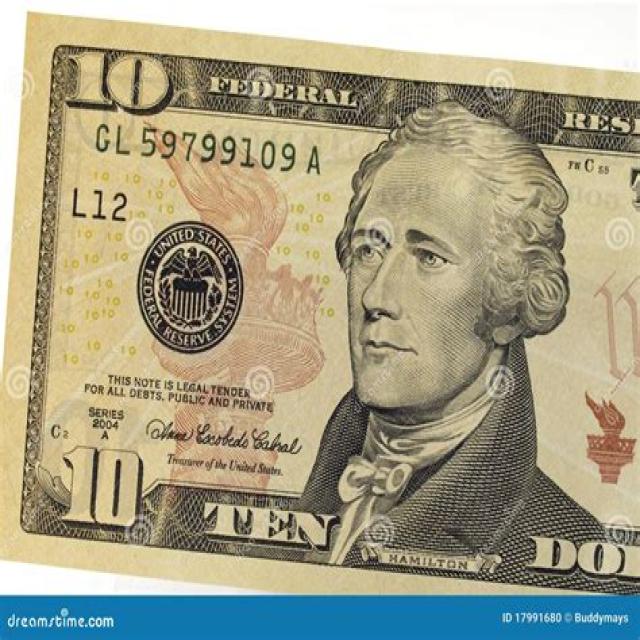 10
FEDERAL
RES
GL 59799109 A
FW C 55
L12
UNITED STATES
FEDERAL RESERVE SYSTEM
THIS NOTE IS LEGAL TENDER
FOR ALL DEBTS, PUBLIC AND PRIVATE
SERIES
2004
A
C 2
Anna Escobedo Cabral
Treasurer of the United States.
10
TEN
HAMILTON
DOL
dreamstime.com
ID 17991680 © Buddymays